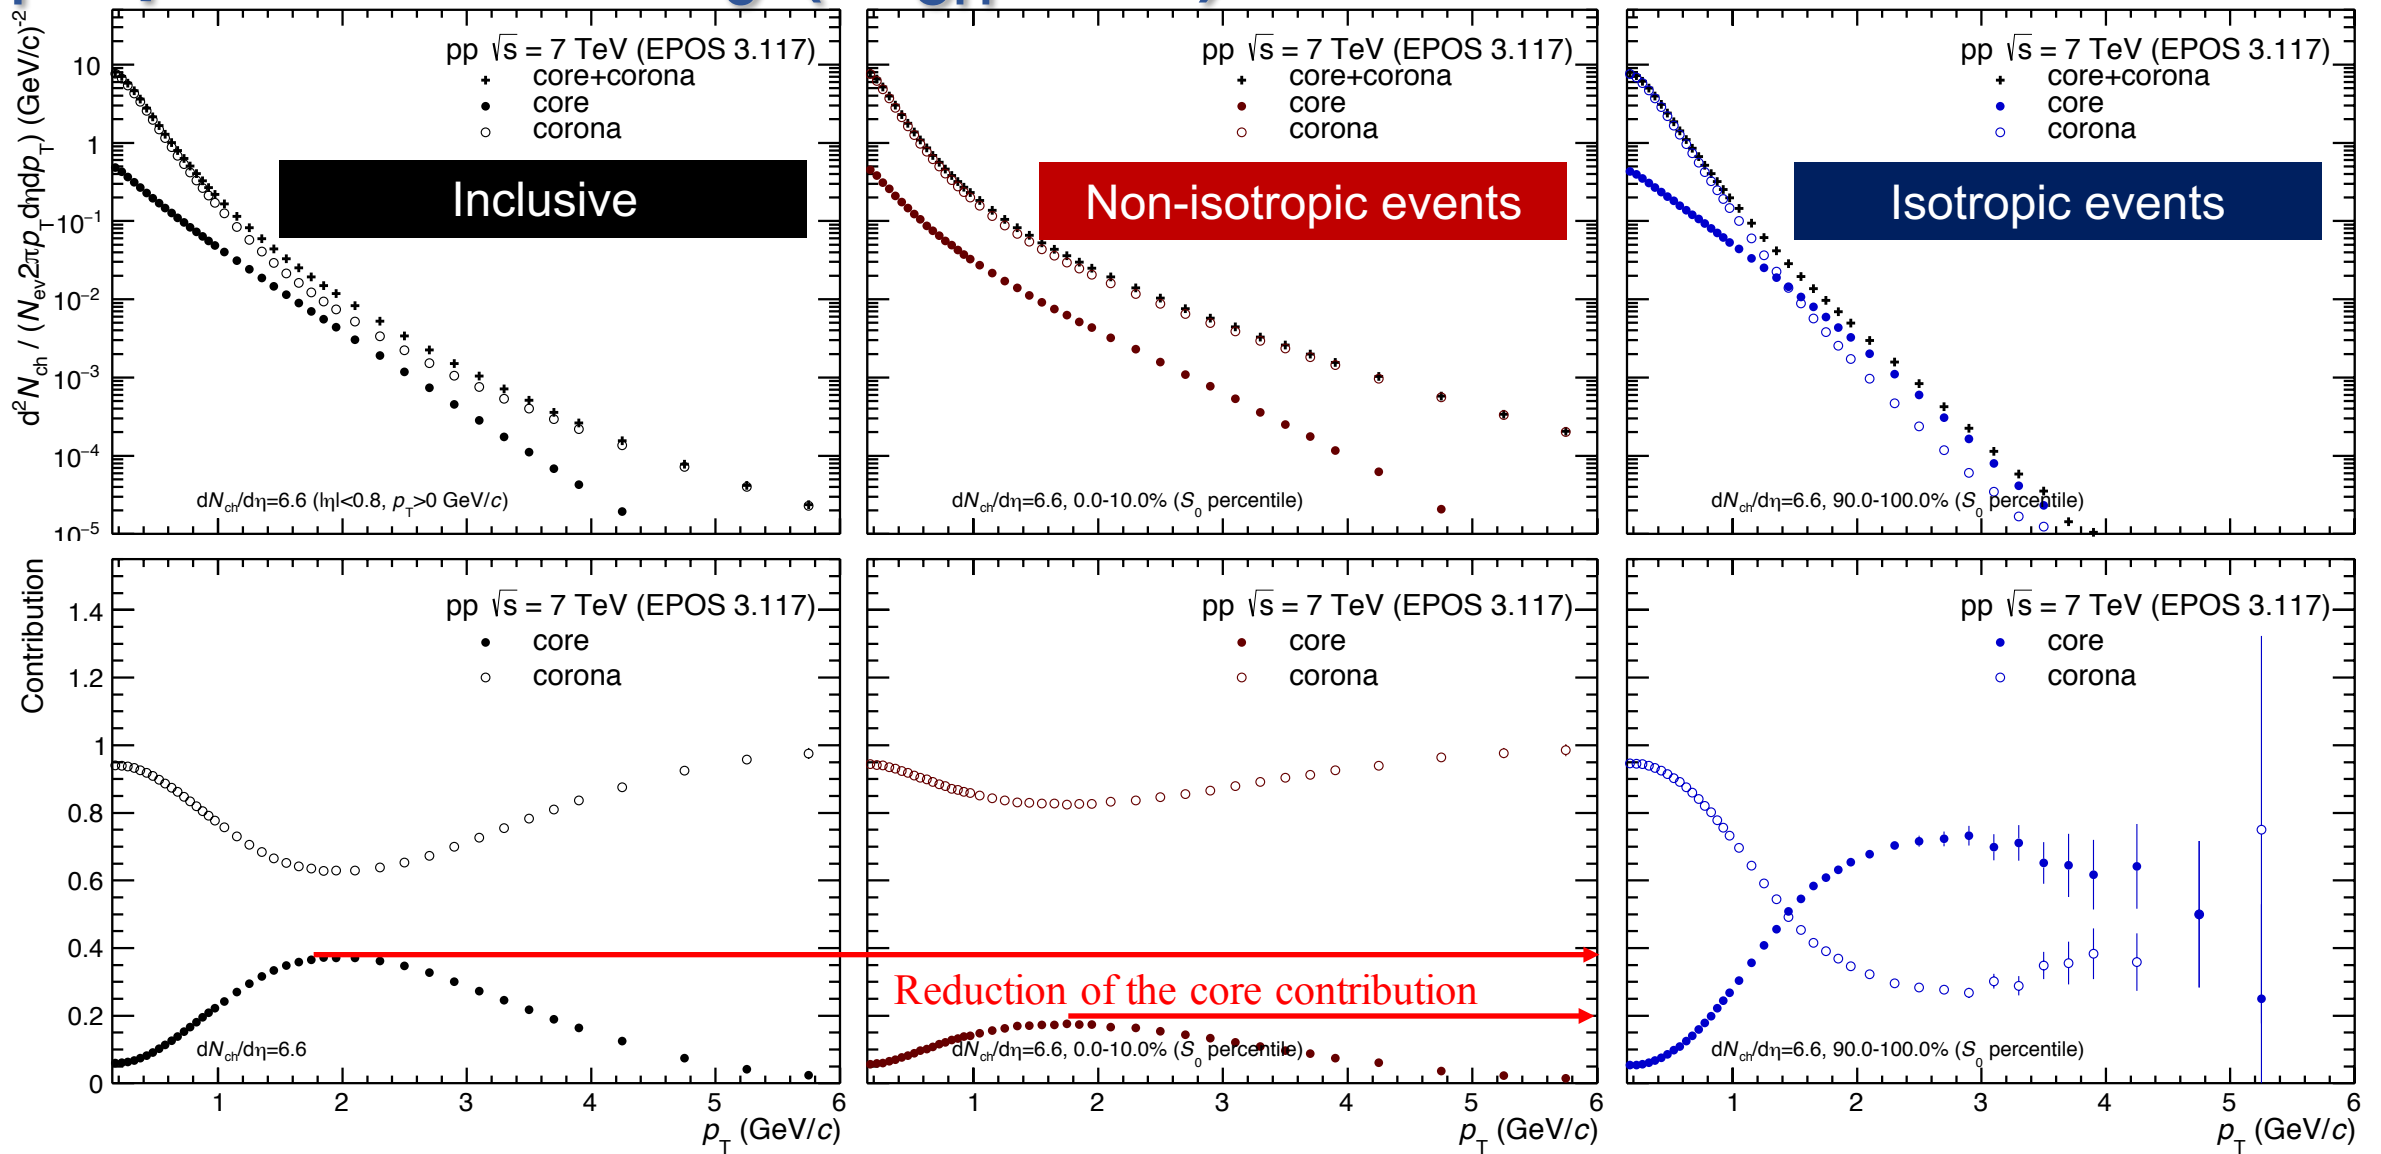 d²N_ch / (N_ev 2πp_T dηdp_T) (GeV/c)⁻²
10
1
10⁻¹
10⁻²
10⁻³
10⁻⁴
10⁻⁵
pp √s = 7 TeV (EPOS 3.117)
core+corona
core
corona
Inclusive
dN_ch/dη=6.6 (|η|<0.8, p_T>0 GeV/c)
pp √s = 7 TeV (EPOS 3.117)
core+corona
core
corona
Non-isotropic events
dN_ch/dη=6.6, 0.0-10.0% (S_0 percentile)
pp √s = 7 TeV (EPOS 3.117)
core+corona
core
corona
Isotropic events
dN_ch/dη=6.6, 90.0-100.0% (S_0 percentile)
Contribution
1.4
1.2
1
0.8
0.6
0.4
0.2
0
pp √s = 7 TeV (EPOS 3.117)
core
corona
dN_ch/dη=6.6
1 2 3 4 5 6
p_T (GeV/c)
pp √s = 7 TeV (EPOS 3.117)
core
corona
Reduction of the core contribution
dN_ch/dη=6.6, 0.0-10.0% (S_0 percentile)
1 2 3 4 5 6
p_T (GeV/c)
pp √s = 7 TeV (EPOS 3.117)
core
corona
dN_ch/dη=6.6, 90.0-100.0% (S_0 percentile)
1 2 3 4 5 6
p_T (GeV/c)